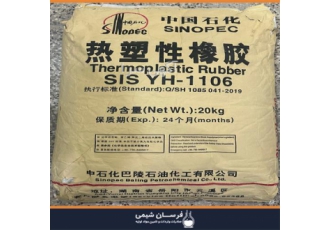 SINOPEC
中国石化
SINOPEC
热塑性橡胶
Thermoplastic Rubber
SIS YH-1106
执行标准(Standard):Q/SH 1085 041-2019
净含量(Net Wt.):20kg
保质期(Exp.): 24个月(months)
中石化巴陵石油化工有限公司
Sinopec Baling Petrochemical Co., Ltd.
فرسان شیمی